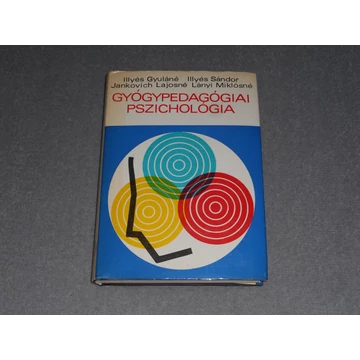 Illyés Gyuláné Illyés Sándor
Jankovich Lajosné Lányi Miklósné
GYÓGYPEDAGÓGIAI
PSZICHOLÓGIA